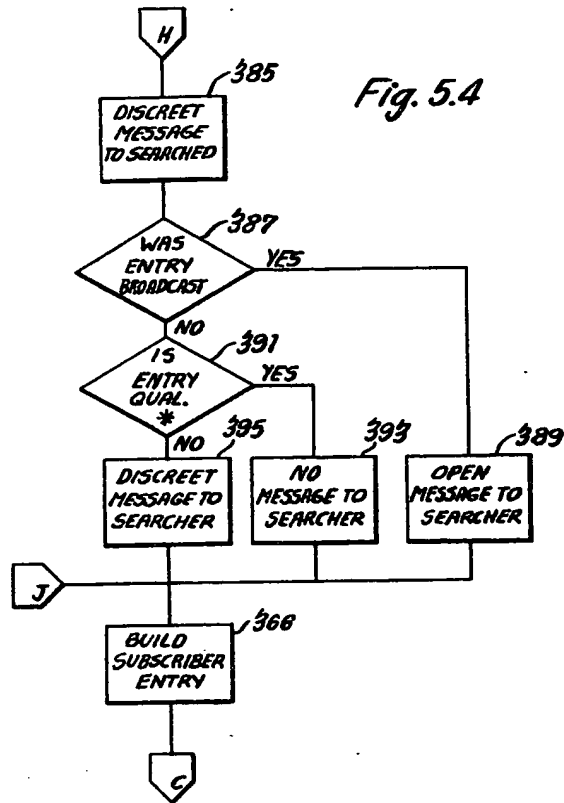 H
385
Fig. 5.4
DISCREET
MESSAGE
TO SEARCHED
387
WAS
ENTRY
BROADCAST
YES
NO
391
IS
ENTRY
QUAL.
*
YES
NO
395
DISCREET
MESSAGE TO
SEARCHER
393
NO
MESSAGE TO
SEARCHER
389
OPEN
MESSAGE TO
SEARCHER
J
368
BUILD
SUBSCRIBER
ENTRY
C